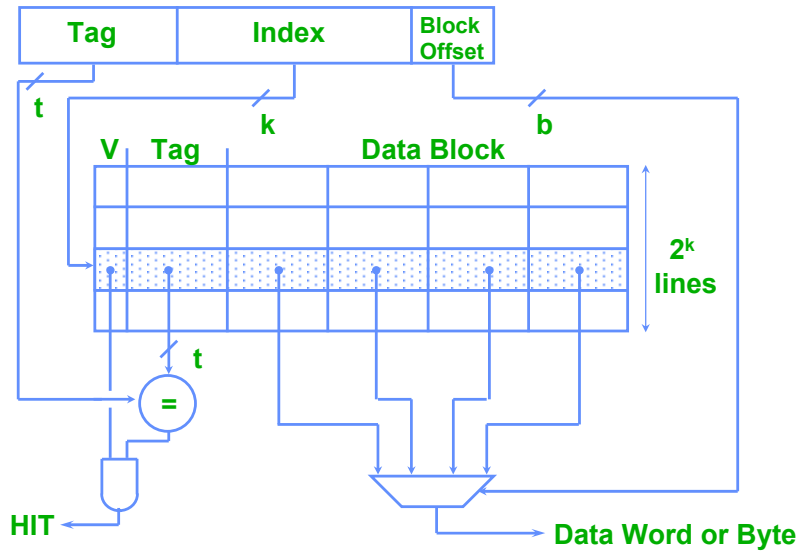 Tag Index Block Offset
t
k
b
V Tag Data Block
2ᵏ lines
t
=
HIT
Data Word or Byte